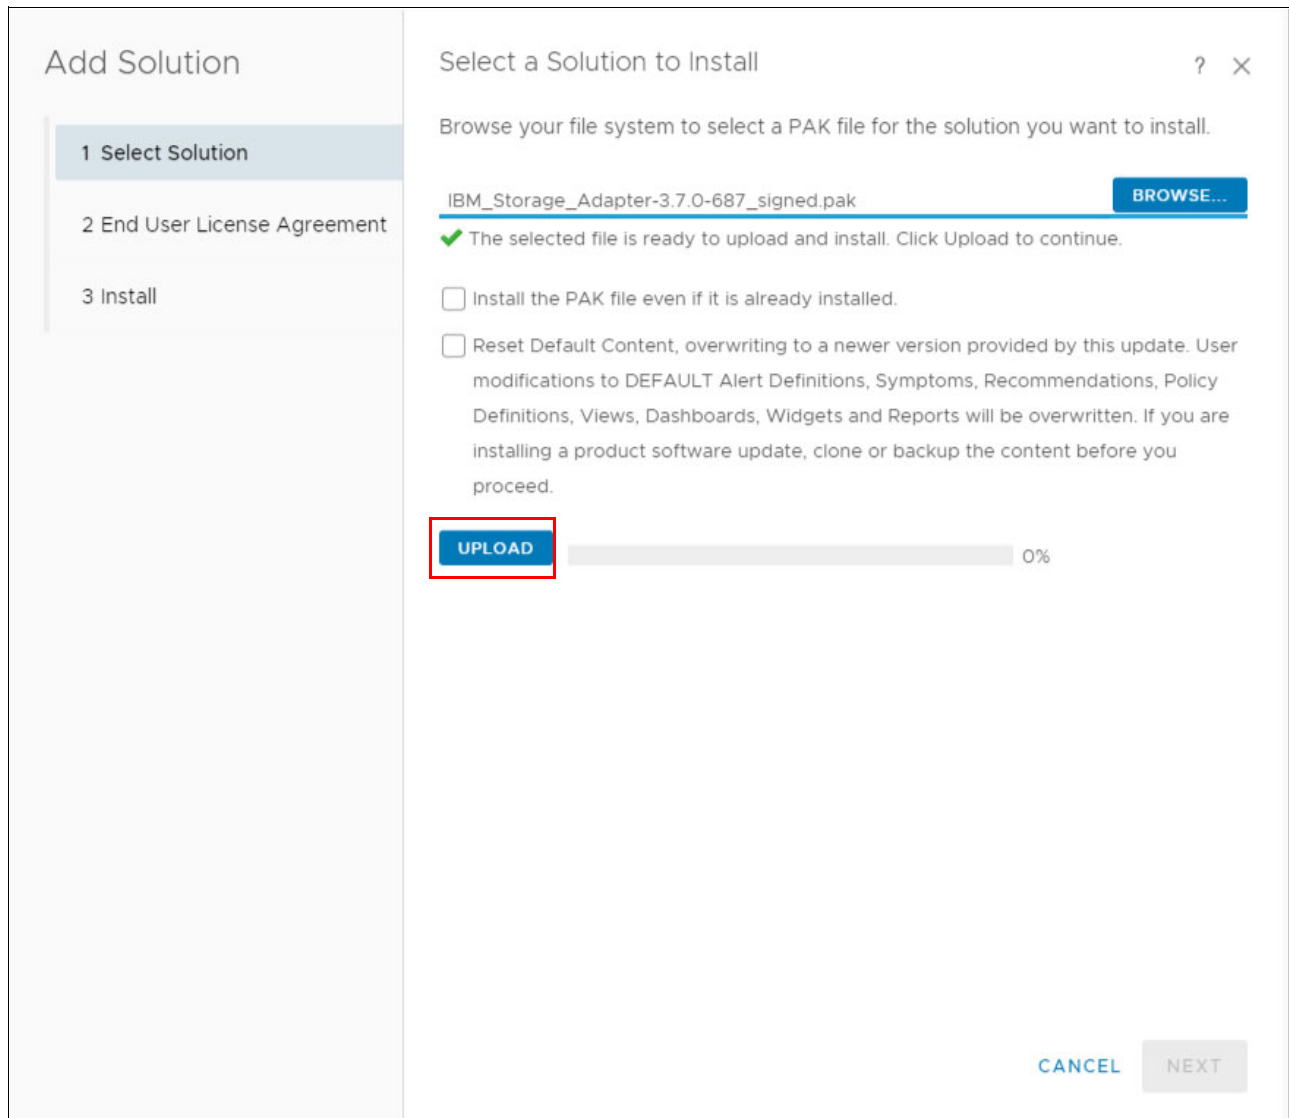 Add Solution
1 Select Solution
2 End User License Agreement
3 Install
Select a Solution to Install
?
Browse your file system to select a PAK file for the solution you want to install.
IBM_Storage_Adapter-3.7.0-687_signed.pak
BROWSE...
The selected file is ready to upload and install. Click Upload to continue.
Install the PAK file even if it is already installed.
Reset Default Content, overwriting to a newer version provided by this update. User
modifications to DEFAULT Alert Definitions, Symptoms, Recommendations, Policy
Definitions, Views, Dashboards, Widgets and Reports will be overwritten. If you are
installing a product software update, clone or backup the content before you
proceed.
UPLOAD
0%
CANCEL
NEXT